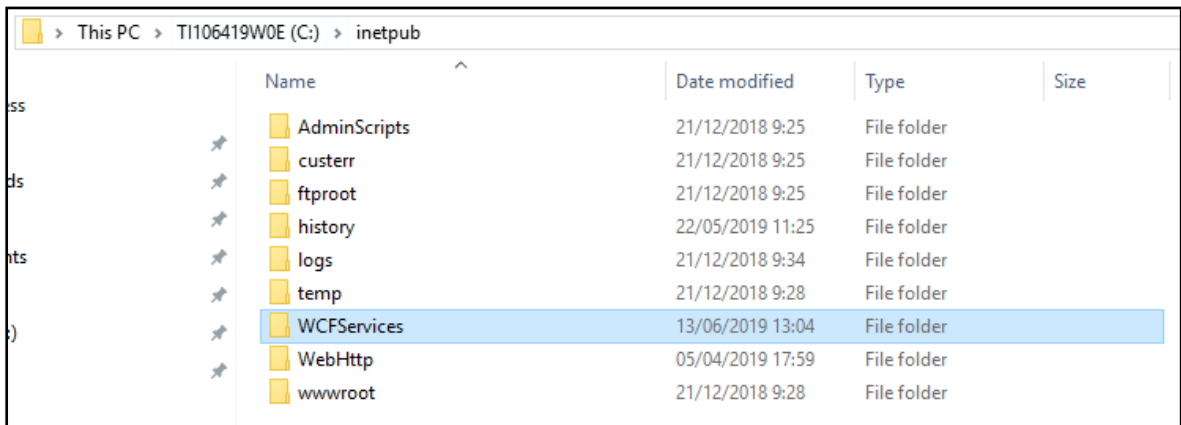 This PC > TI106419W0E (C:) > inetpub
Name Date modified Type Size
ess
AdminScripts 21/12/2018 9:25 File folder
custerr 21/12/2018 9:25 File folder
ds
ftproot 21/12/2018 9:25 File folder
history 22/05/2019 11:25 File folder
nts
logs 21/12/2018 9:34 File folder
temp 21/12/2018 9:28 File folder
:)
WCFServices 13/06/2019 13:04 File folder
WebHttp 05/04/2019 17:59 File folder
wwwroot 21/12/2018 9:28 File folder